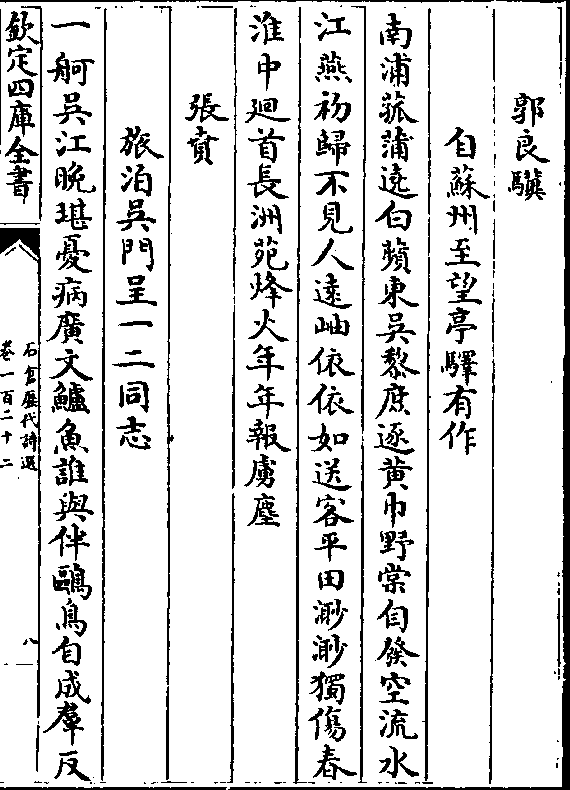 郭良驥
自蘇州至望亭驛有作
南浦菰蒲遶白蘋東吳黎庶逐黃巾野棠自發空流水
江燕初歸不見人遠岫依依如送客平田渺渺獨傷春
淮中迴首長洲苑烽火年年報虜塵
張賁
旅泊吳門呈一二同志
一舸吳江晚堪憂病廣文鱸魚誰與伴鷗鳥自成羣反
欽定四庫全書
石倉歷代詩選
卷一百二十二
八